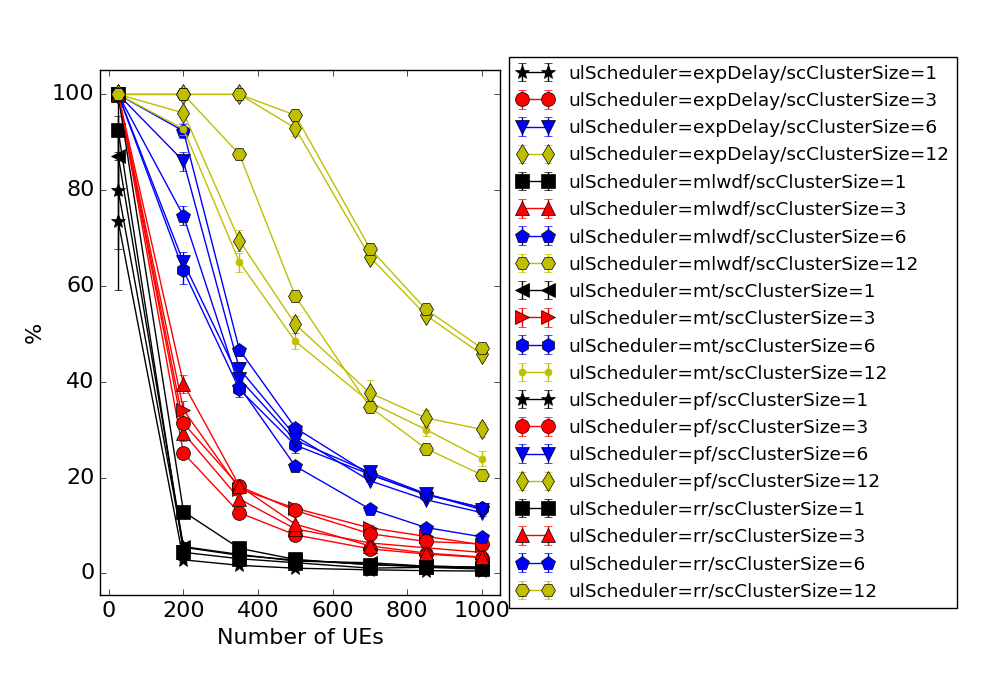 100
80
60
40
20
0
%
0
200
400
600
800
1000
Number of UEs
ulScheduler=expDelay/scClusterSize=1
ulScheduler=expDelay/scClusterSize=3
ulScheduler=expDelay/scClusterSize=6
ulScheduler=expDelay/scClusterSize=12
ulScheduler=mlwdf/scClusterSize=1
ulScheduler=mlwdf/scClusterSize=3
ulScheduler=mlwdf/scClusterSize=6
ulScheduler=mlwdf/scClusterSize=12
ulScheduler=mt/scClusterSize=1
ulScheduler=mt/scClusterSize=3
ulScheduler=mt/scClusterSize=6
ulScheduler=mt/scClusterSize=12
ulScheduler=pf/scClusterSize=1
ulScheduler=pf/scClusterSize=3
ulScheduler=pf/scClusterSize=6
ulScheduler=pf/scClusterSize=12
ulScheduler=rr/scClusterSize=1
ulScheduler=rr/scClusterSize=3
ulScheduler=rr/scClusterSize=6
ulScheduler=rr/scClusterSize=12